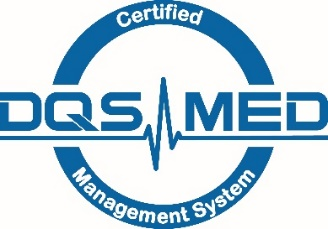 Certified
DQS MED
Management System